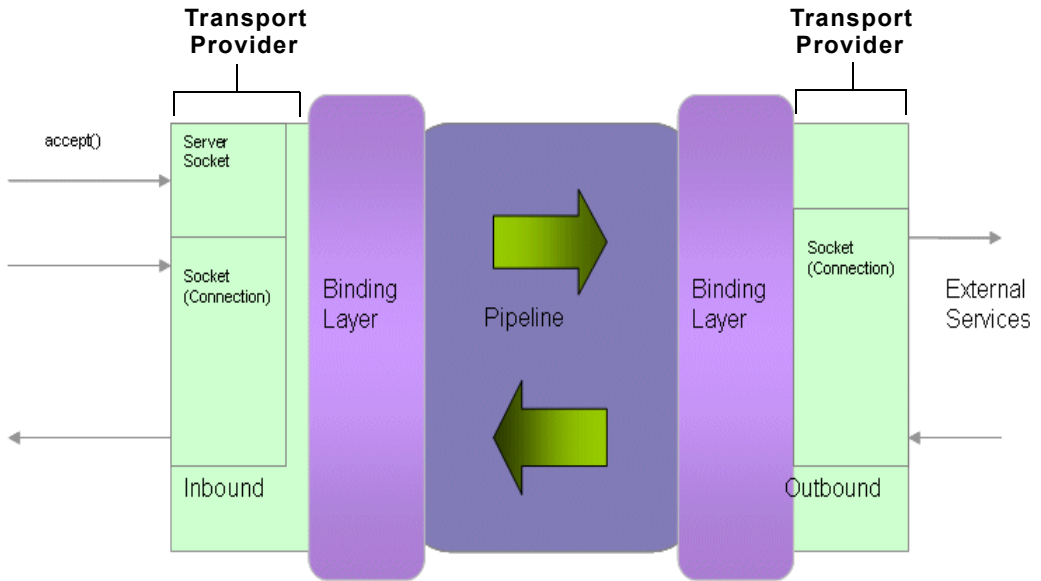 Transport
Provider
Transport
Provider
accept()
Server
Socket
Socket
(Connection)
Inbound
Binding
Layer
Pipeline
Binding
Layer
Socket
(Connection)
Outbound
External
Services